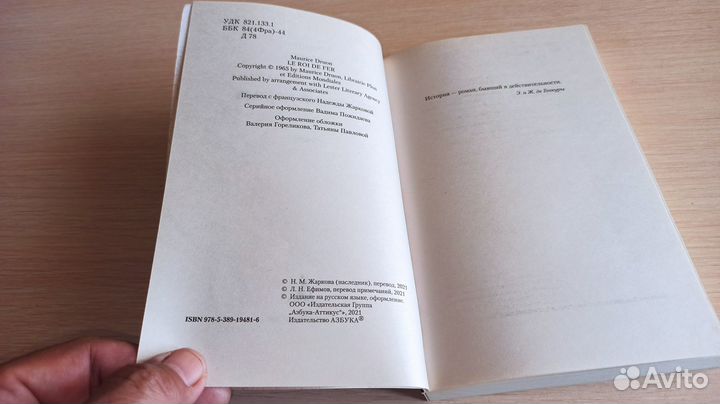 УДК 821.133.1
ББК 84(4Фра)-44
Д 78
Maurice Druon
LE ROI DE FER
Copyright © 1965 by Maurice Druon, Librairie Plon
et Editions Mondiales
Published by arrangement with Lester Literary Agency
& Associates
Перевод с французского Надежды Жарковой
Серийное оформление Вадима Пожидаева
Оформление обложки
Валерия Гореликова, Татьяны Павловой
© Н. М. Жаркова (наследник), перевод, 2021
© Л. Н. Ефимов, перевод примечаний, 2021
© Издание на русском языке, оформление.
ООО «Издательская Группа
„Азбука-Аттикус“», 2021
Издательство АЗБУКА®
ISBN 978-5-389-19481-6
История — роман, бывший в действительности.
Э. и Ж. де Гонкуры
Avito